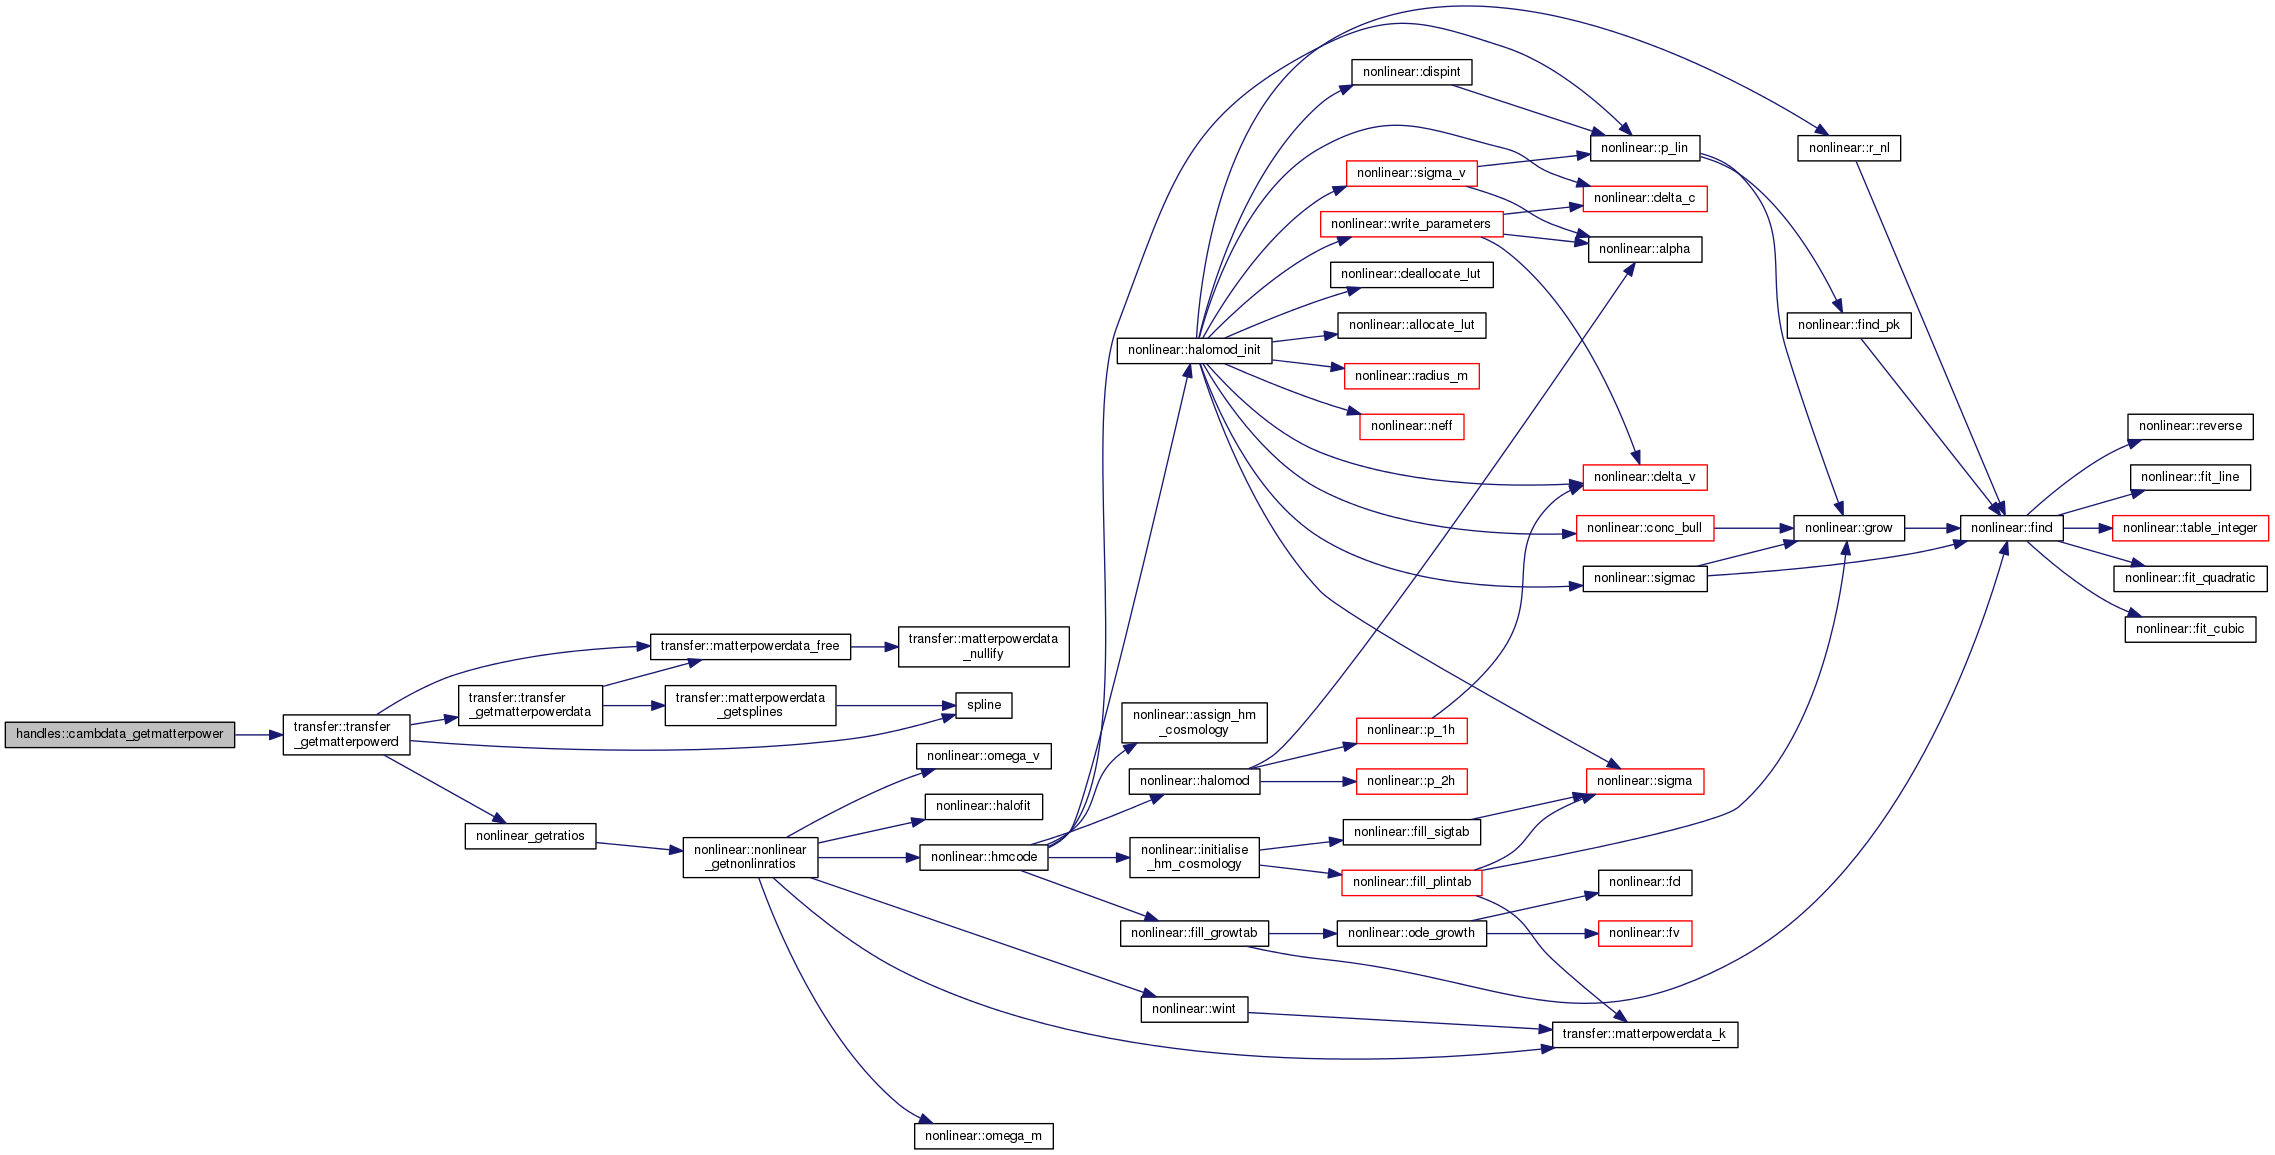 handles::cambdata_getmatterpower
transfer::transfer
_getmatterpowerd
transfer::transfer
_getmatterpowerdata
nonlinear_getratios
transfer::matterpowerdata_free
transfer::matterpowerdata
_getsplines
transfer::matterpowerdata
_nullify
spline
nonlinear::nonlinear
_getnonlinratios
nonlinear::omega_v
nonlinear::halofit
nonlinear::hmcode
nonlinear::omega_m
nonlinear::halomod_init
nonlinear::assign_hm
_cosmology
nonlinear::halomod
nonlinear::initialise
_hm_cosmology
nonlinear::fill_growtab
nonlinear::wint
nonlinear::dispint
nonlinear::sigma_v
nonlinear::write_parameters
nonlinear::deallocate_lut
nonlinear::allocate_lut
nonlinear::radius_m
nonlinear::neff
nonlinear::p_1h
nonlinear::p_2h
nonlinear::fill_sigtab
nonlinear::fill_plintab
nonlinear::ode_growth
nonlinear::p_lin
nonlinear::delta_c
nonlinear::alpha
nonlinear::delta_v
nonlinear::conc_bull
nonlinear::sigmac
nonlinear::sigma
nonlinear::fd
nonlinear::fv
transfer::matterpowerdata_k
nonlinear::r_nl
nonlinear::find_pk
nonlinear::grow
nonlinear::find
nonlinear::reverse
nonlinear::fit_line
nonlinear::table_integer
nonlinear::fit_quadratic
nonlinear::fit_cubic